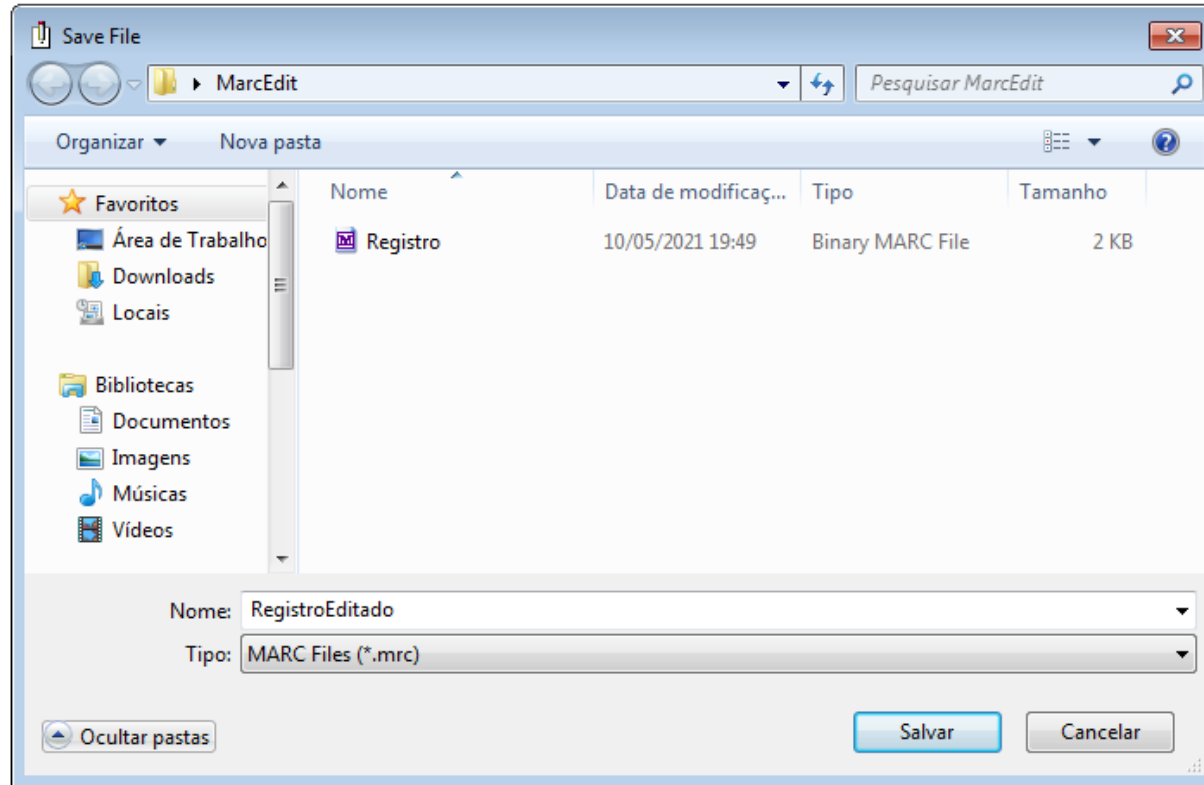 Save File
MarcEdit
Pesquisar MarcEdit
Organizar
Nova pasta
Nome
Data de modificaç...
Tipo
Tamanho
Favoritos
Área de Trabalho
Downloads
Locais
Bibliotecas
Documentos
Imagens
Músicas
Vídeos
Registro
10/05/2021 19:49
Binary MARC File
2 KB
Nome: RegistroEditado
Tipo: MARC Files (*.mrc)
Ocultar pastas
Salvar
Cancelar